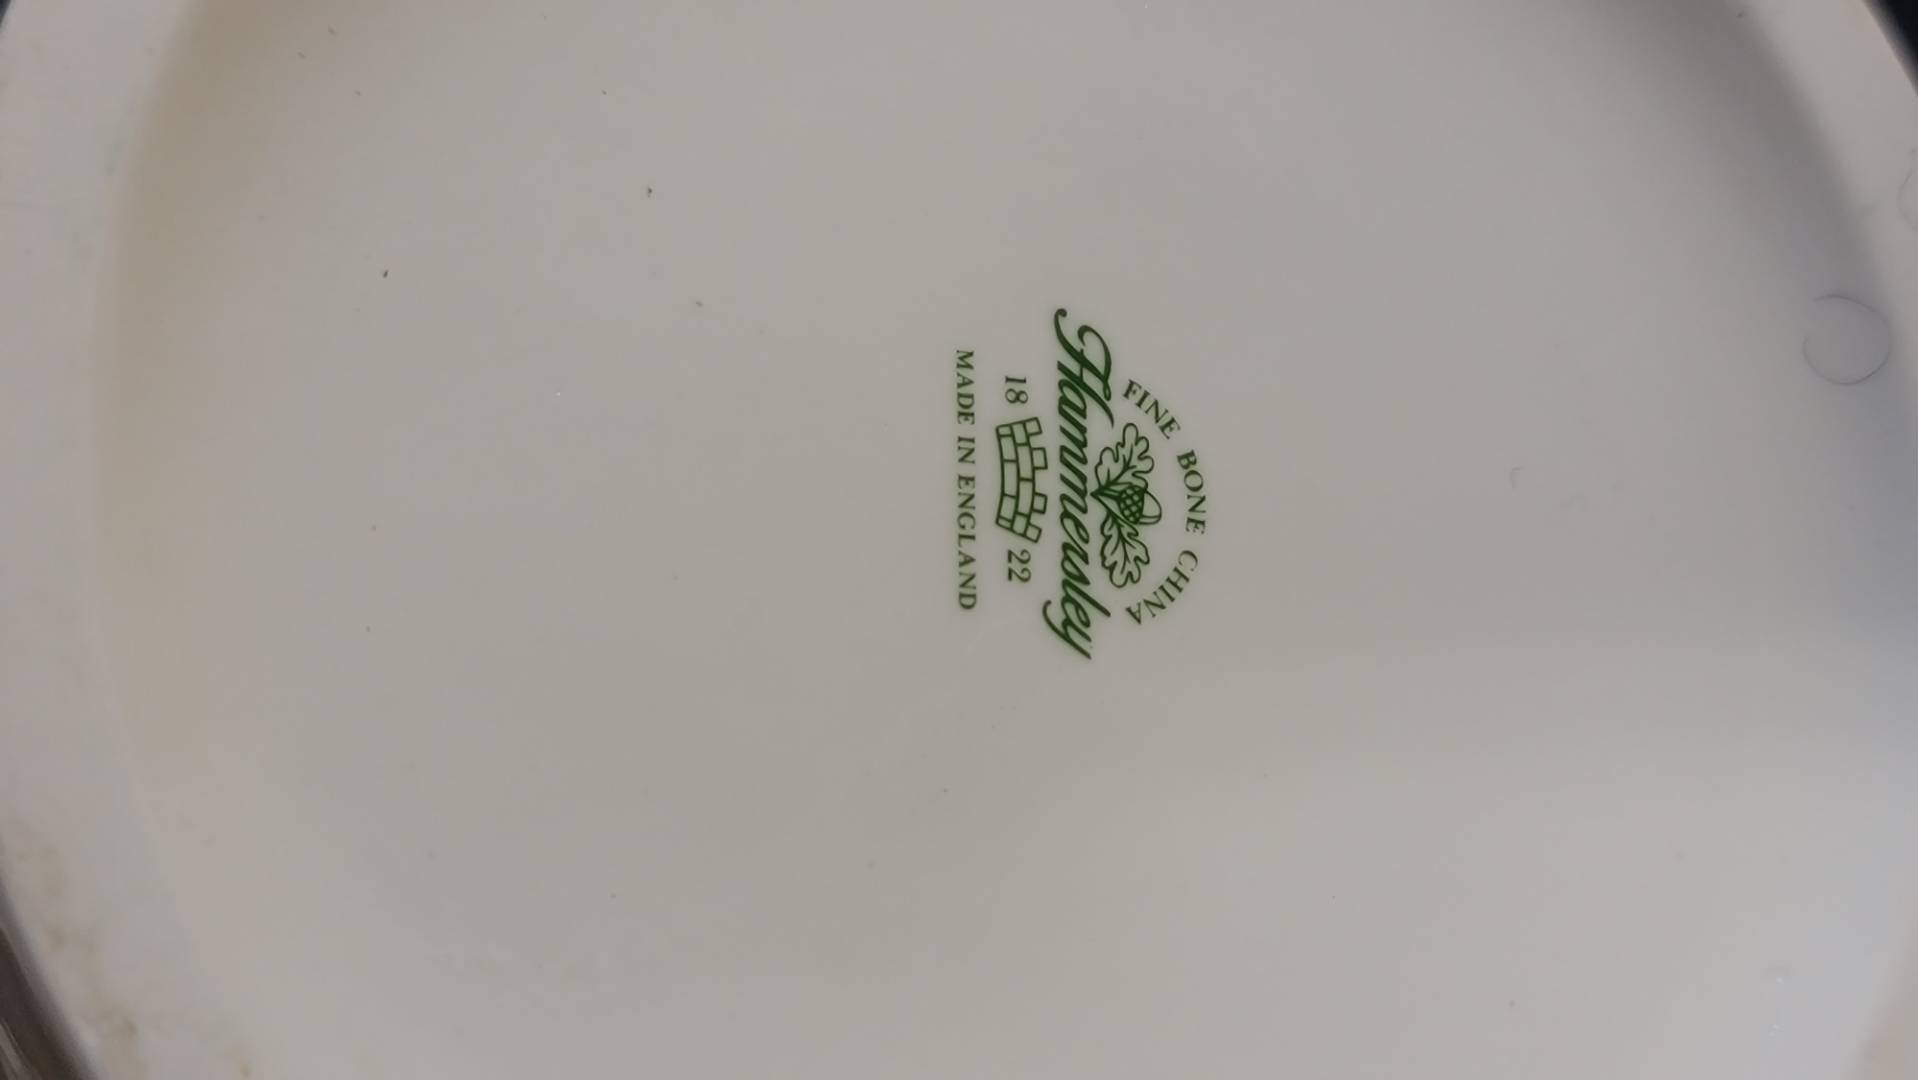 FINE BONE CHINA
Hammersley
18 22
MADE IN ENGLAND